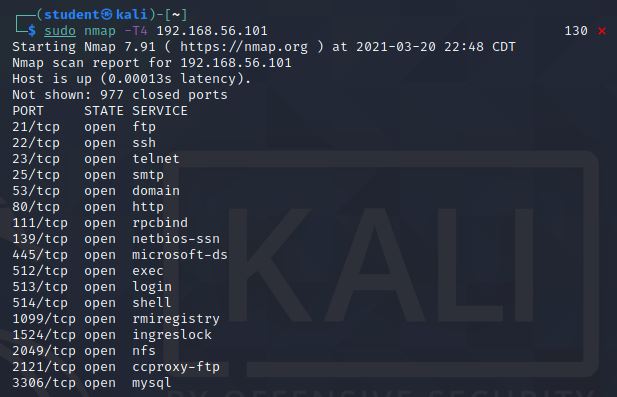 ┌──(student㉿kali)-[~]
└─$ sudo nmap -T4 192.168.56.101 130 ⨯
Starting Nmap 7.91 ( https://nmap.org ) at 2021-03-20 22:48 CDT
Nmap scan report for 192.168.56.101
Host is up (0.00013s latency).
Not shown: 977 closed ports
PORT STATE SERVICE
21/tcp open ftp
22/tcp open ssh
23/tcp open telnet
25/tcp open smtp
53/tcp open domain
80/tcp open http
111/tcp open rpcbind
139/tcp open netbios-ssn
445/tcp open microsoft-ds
512/tcp open exec
513/tcp open login
514/tcp open shell
1099/tcp open rmiregistry
1524/tcp open ingreslock
2049/tcp open nfs
2121/tcp open ccproxy-ftp
3306/tcp open mysql
KALI
BY OFFENSIVE SECURITY